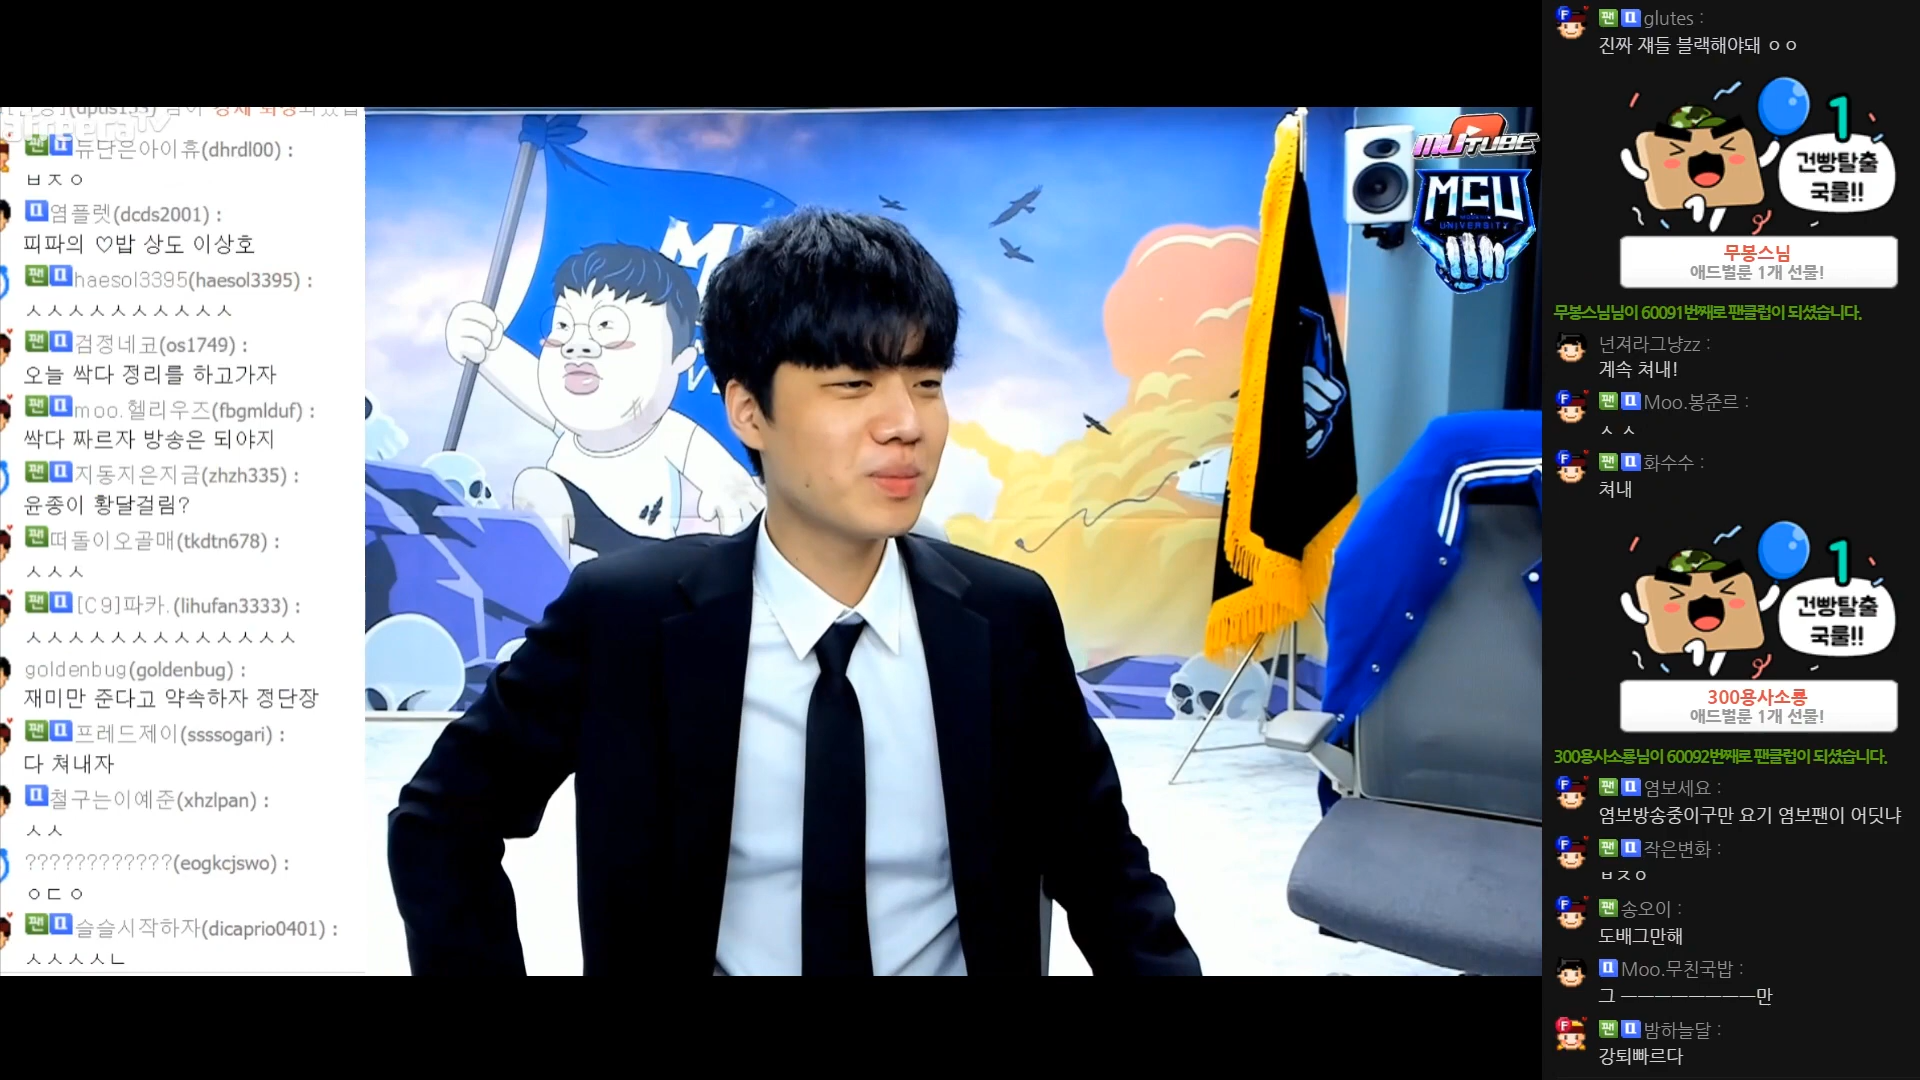 뉴단은아이휴(dhrdl00) :
ㅂㅈㅇ
염플렛(dcds2001) :
피파의 ♡밥 상도 이상호
haesol3395(haesol3395) :
ㅅㅅㅅㅅㅅㅅㅅㅅㅅㅅ
검정네코(os1749) :
오늘 싹다 정리를 하고가자
moo.헬리우즈(fbgmlduf) :
싹다 짜르자 방송은 되야지
지동지은지금(zhzh335) :
윤종이 황달걸림?
떠돌이오골매(tkdtn678) :
ㅅㅅㅅ
[C9]파카.(lihufan3333) :
ㅅㅅㅅㅅㅅㅅㅅㅅㅅㅅㅅㅅㅅ
goldenbug(goldenbug) :
재미만 준다고 약속하자 정단장
프레드제이(ssssogari) :
다 쳐내자
철구는이예준(xhzlpan) :
ㅅㅅ
????????????(eogkcjswo) :
ㅇㄷㅇ
슬슬시작하자(dicaprio0401) :
ㅅㅅㅅㅅㄴ
MUTUBE
MCU
UNIVERSITY
glutes :
진짜 쟤들 블랙해야돼 ㅇㅇ
1
건빵탈출
국룰!!
무봉스님
애드벌룬 1개 선물!
무봉스님님이 60091번째로 팬클럽이 되셨습니다.
넌져라그냥zz :
계속 쳐내!
Moo.봉준르 :
ㅅ ㅅ
화수수 :
쳐내
1
건빵탈출
국룰!!
300용사소룡
애드벌룬 1개 선물!
300용사소룡님이 60092번째로 팬클럽이 되셨습니다.
염보세요 :
염보방송중이구만 요기 염보팬이 어딧냐
작은변화 :
ㅂㅈㅇ
송오이 :
도배그만해
Moo.무친국밥 :
그 ㅡㅡㅡㅡㅡㅡㅡㅡ만
밤하늘달 :
강퇴빠르다